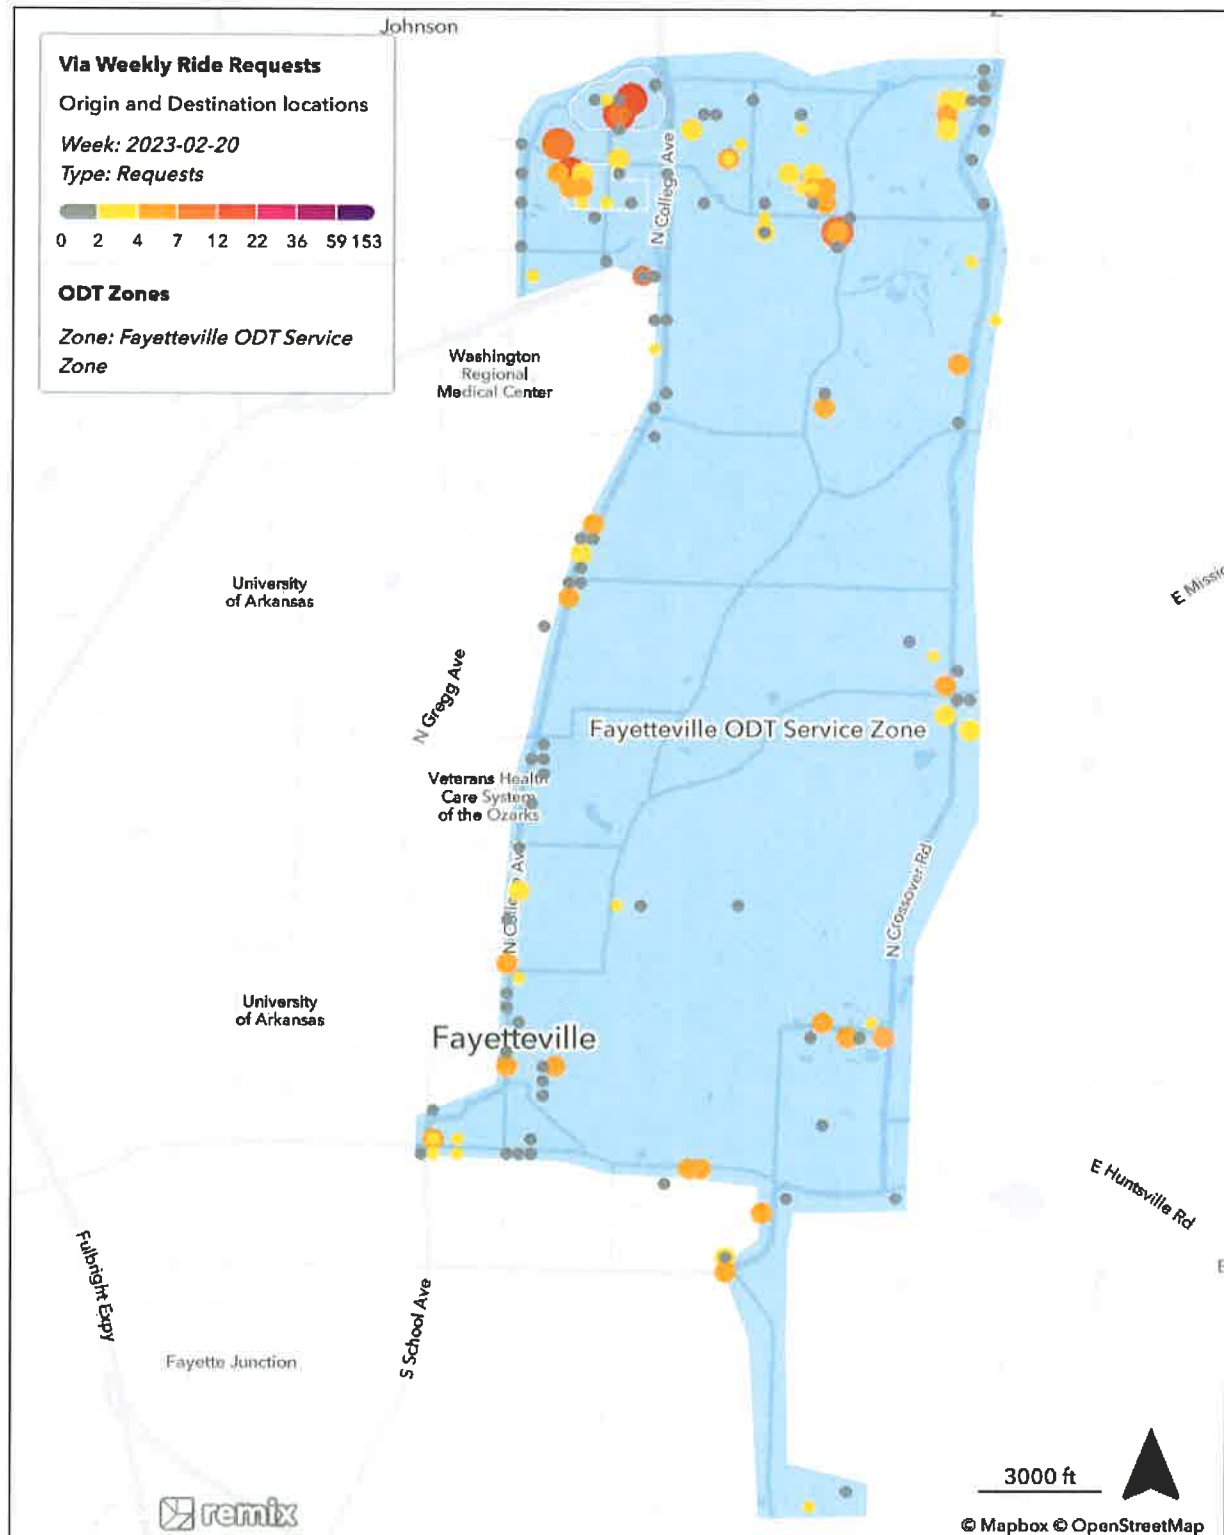 Johnson
Via Weekly Ride Requests
Origin and Destination locations
Week: 2023-02-20
Type: Requests
0 2 4 7 12 22 36 59 153
ODT Zones
Zone: Fayetteville ODT Service
Zone
N College Ave
Washington
Regional
Medical Center
University
of Arkansas
E
N Gregg Ave
Fayetteville ODT Service Zone
Veterans Health
Care System
of the Ozarks
N College Ave
N Crossover Rd
University
of Arkansas
Fayetteville
E Huntsville Rd
Fulbright Expy
S School Ave
Fayette Junction
3000 ft
remix
© Mapbox © OpenStreetMap